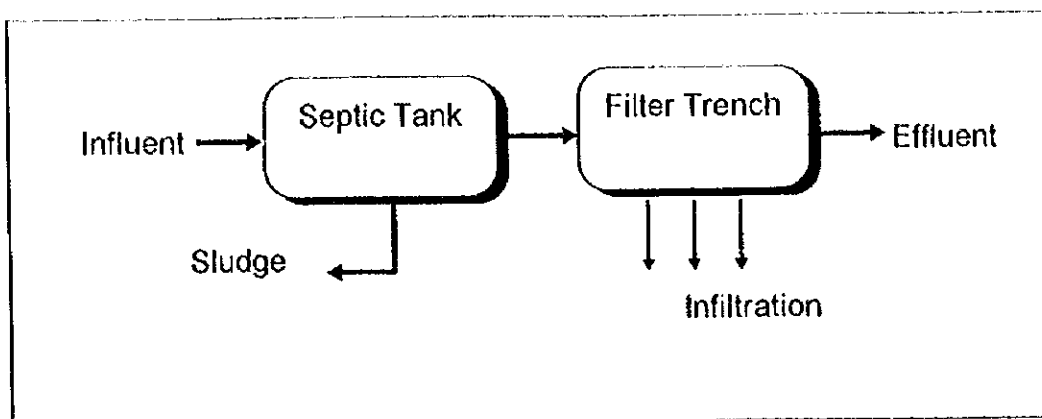 Septic Tank
Filter Trench
Influent
Effluent
Sludge
Infiltration